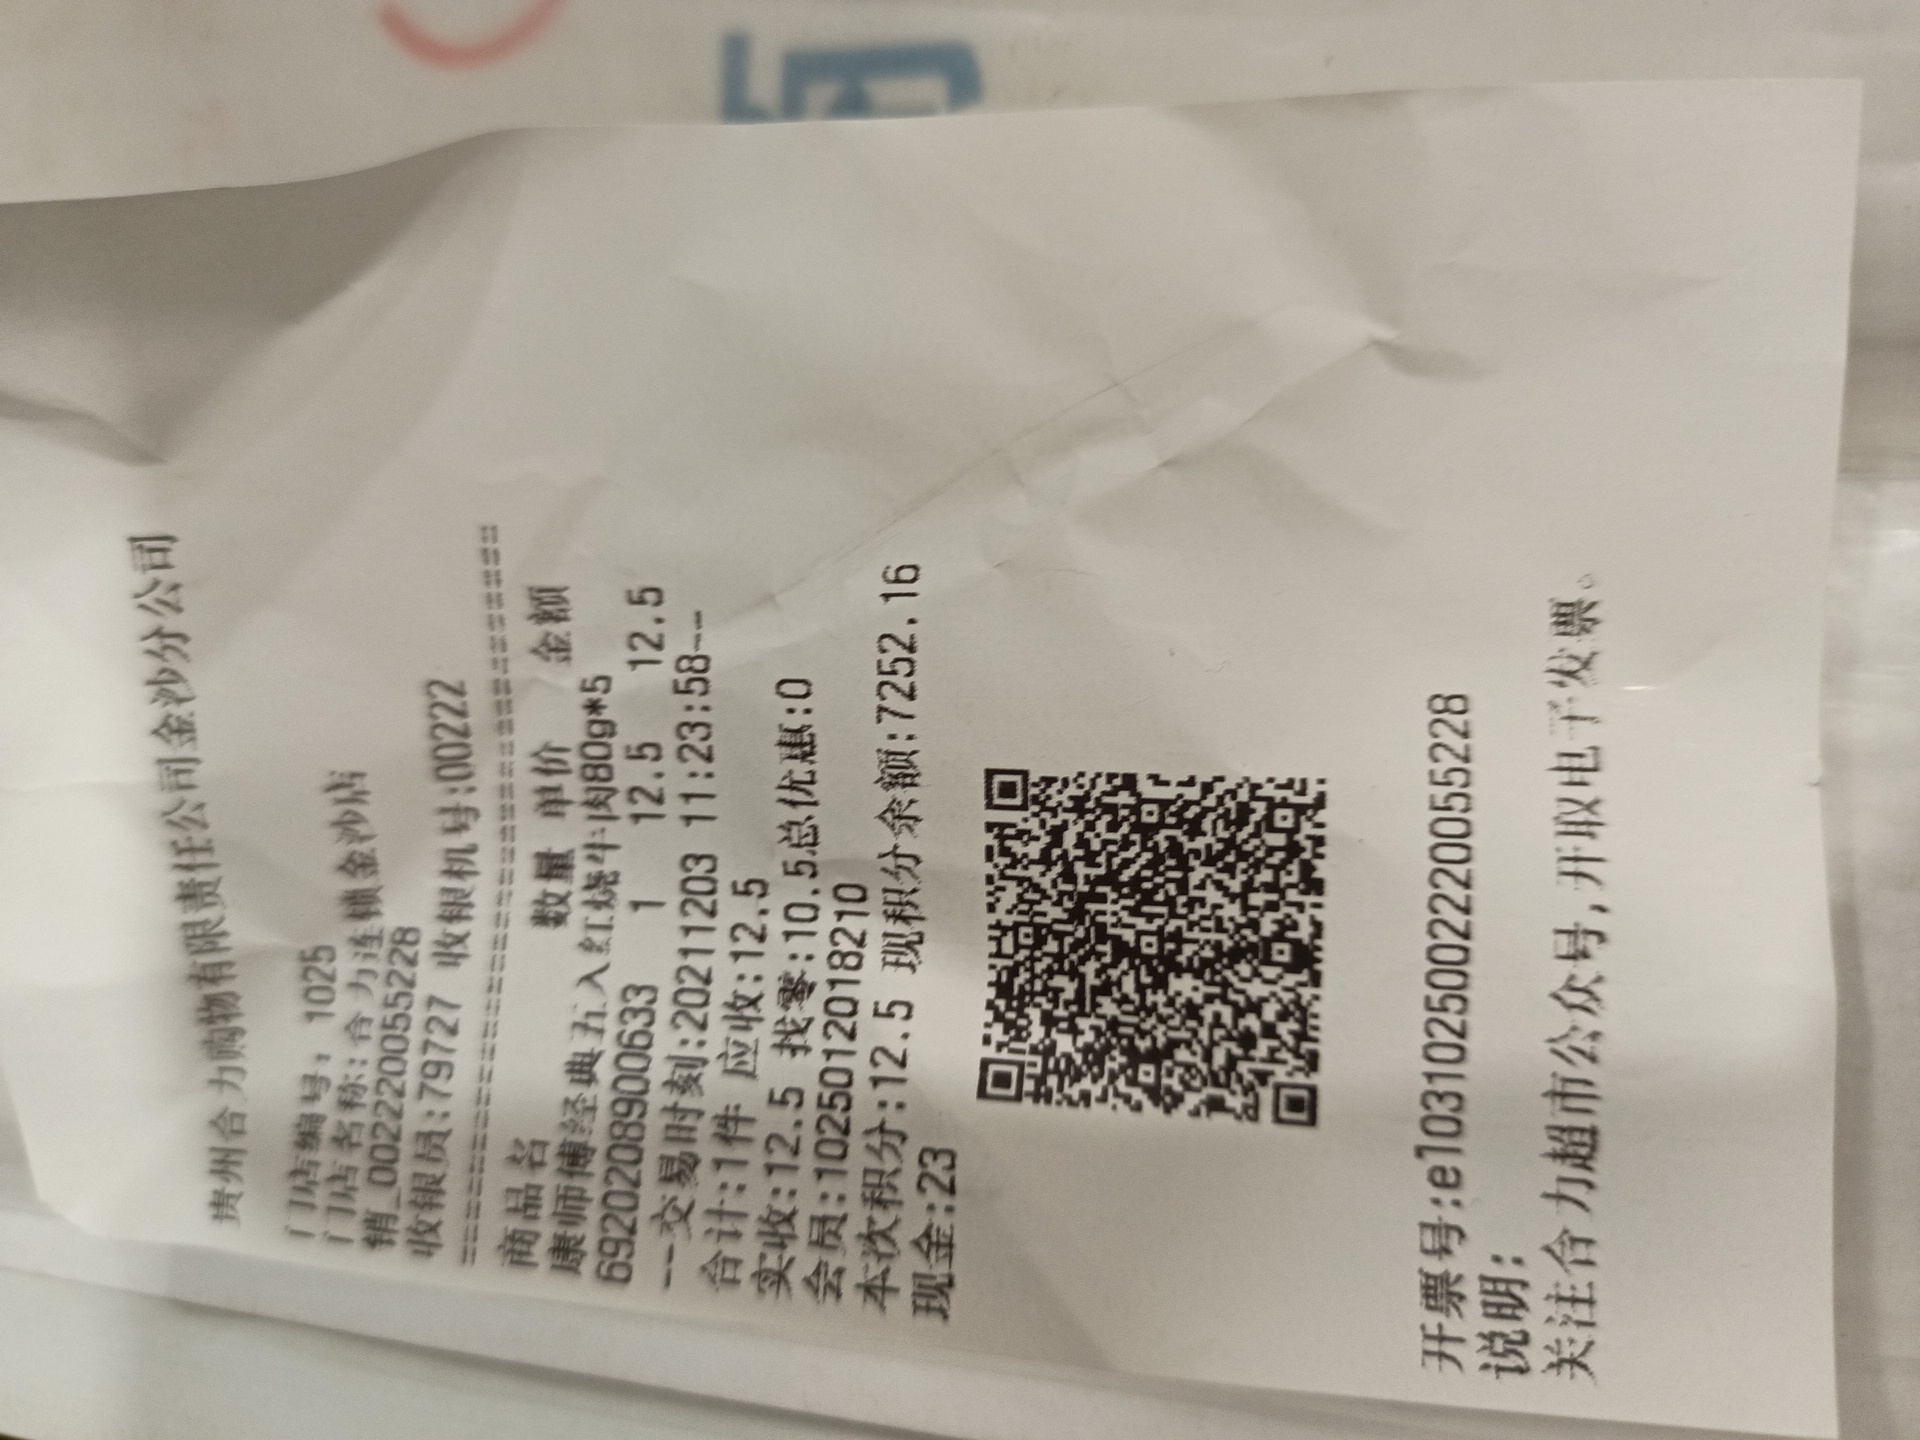 贵州合力购物有限责任公司金沙分公司
门店编号: 1025
门店名称:合力连锁金沙店
销_00222220055228
收银员:79727 收银机号:00222
商品名 数量 单价 金额
康师傅经典五入红烧牛肉80g*5
6920208900633 1 12.5 12.5
--交易时刻:20211203 11:23:58--
合计:1件 应收:12.5
实收:12.5 找零:10.5总优惠:0
会员:1025012018210
本次积分:12.5 现积分余额:7252.16
现金:23
开票号:e10310250022220055228
说明:
关注合力超市公众号,开取电子发票。